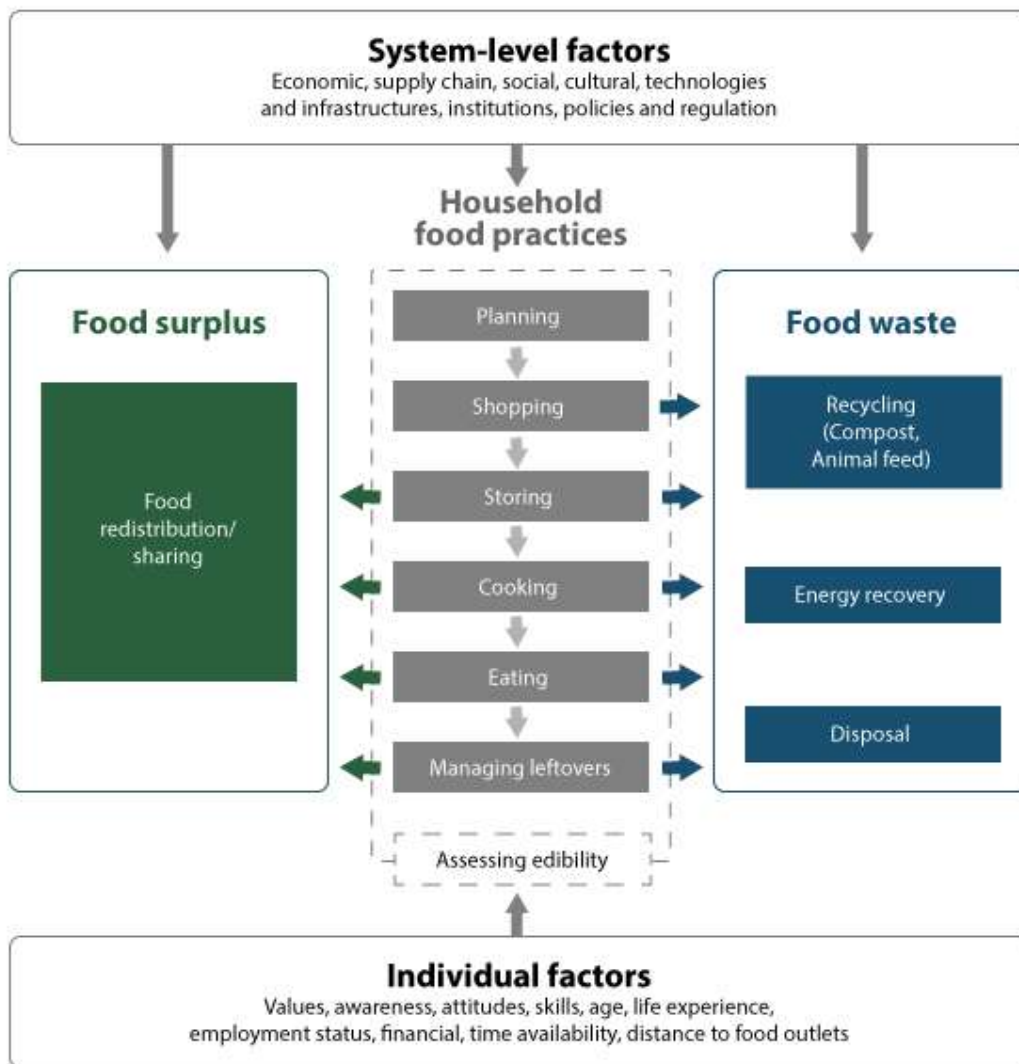 System-level factors
Economic, supply chain, social, cultural, technologies
and infrastructures, institutions, policies and regulation
Household
food practices
Food surplus
Food
redistribution/
sharing
Planning
Shopping
Storing
Cooking
Eating
Managing leftovers
Assessing edibility
Food waste
Recycling
(Compost,
Animal feed)
Energy recovery
Disposal
Individual factors
Values, awareness, attitudes, skills, age, life experience,
employment status, financial, time availability, distance to food outlets